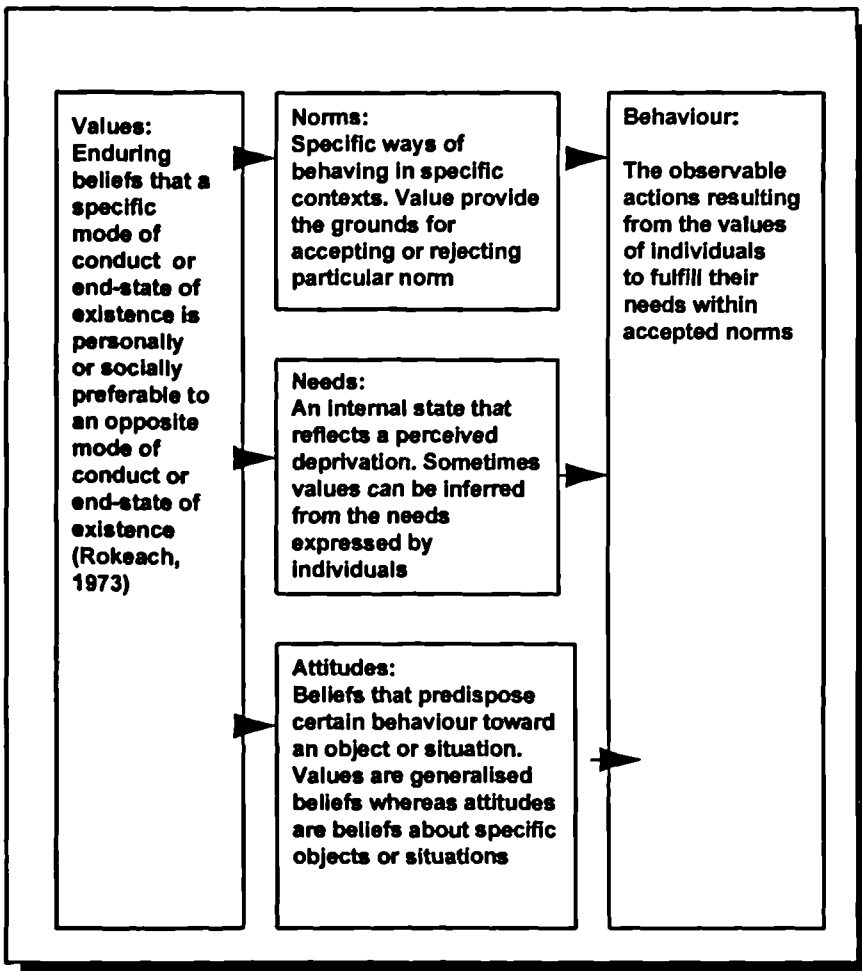 Values:
Enduring
beliefs that a
specific
mode of
conduct or
end-state of
existence is
personally
or socially
preferable to
an opposite
mode of
conduct or
end-state of
existence
(Rokeach,
1973)
Norms:
Specific ways of
behaving in specific
contexts. Value provide
the grounds for
accepting or rejecting
particular norm
Needs:
An internal state that
reflects a perceived
deprivation. Sometimes
values can be inferred
from the needs
expressed by
individuals
Attitudes:
Beliefs that predispose
certain behaviour toward
an object or situation.
Values are generalised
beliefs whereas attitudes
are beliefs about specific
objects or situations
Behaviour:
The observable
actions resulting
from the values
of individuals
to fulfill their
needs within
accepted norms